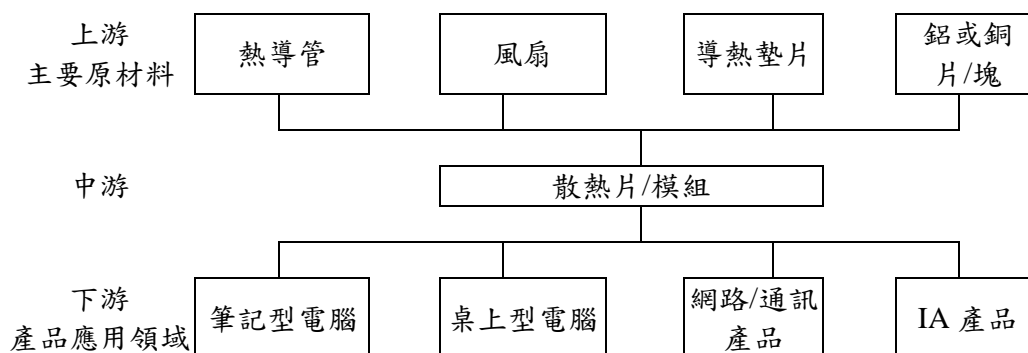 上游
主要原材料
熱導管
風扇
導熱墊片
鋁或銅
片/塊
中游
散熱片/模組
下游
產品應用領域
筆記型電腦
桌上型電腦
網路/通訊
產品
IA 產品